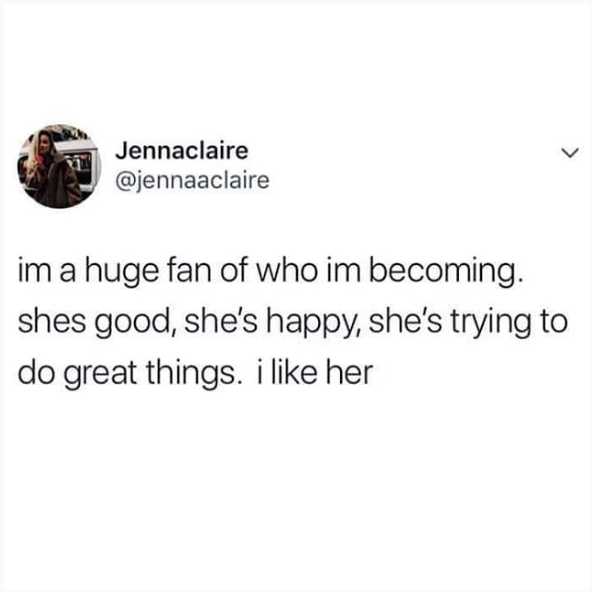 Jennaclaire
@jennaaclaire
im a huge fan of who im becoming.
shes good, she's happy, she's trying to
do great things. i like her